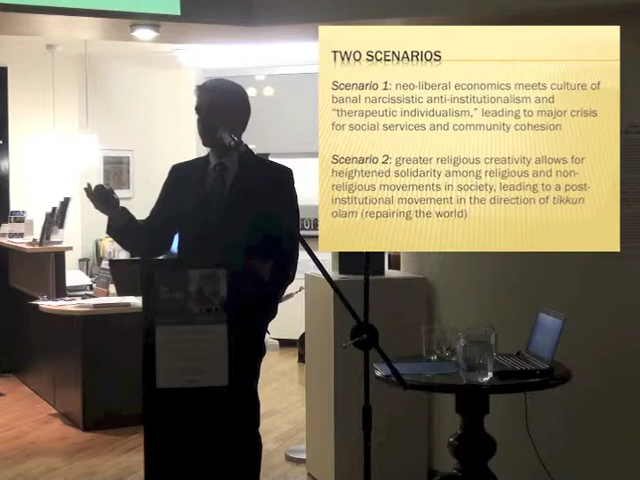 TWO SCENARIOS
Scenario 1: neo-liberal economics meets culture of
banal narcissistic anti-institutionalism and
"therapeutic individualism," leading to major crisis
for social services and community cohesion
Scenario 2: greater religious creativity allows for
heightened solidarity among religious and non-
religious movements in society, leading to a post-
institutional movement in the direction of tikkun
olam (repairing the world)